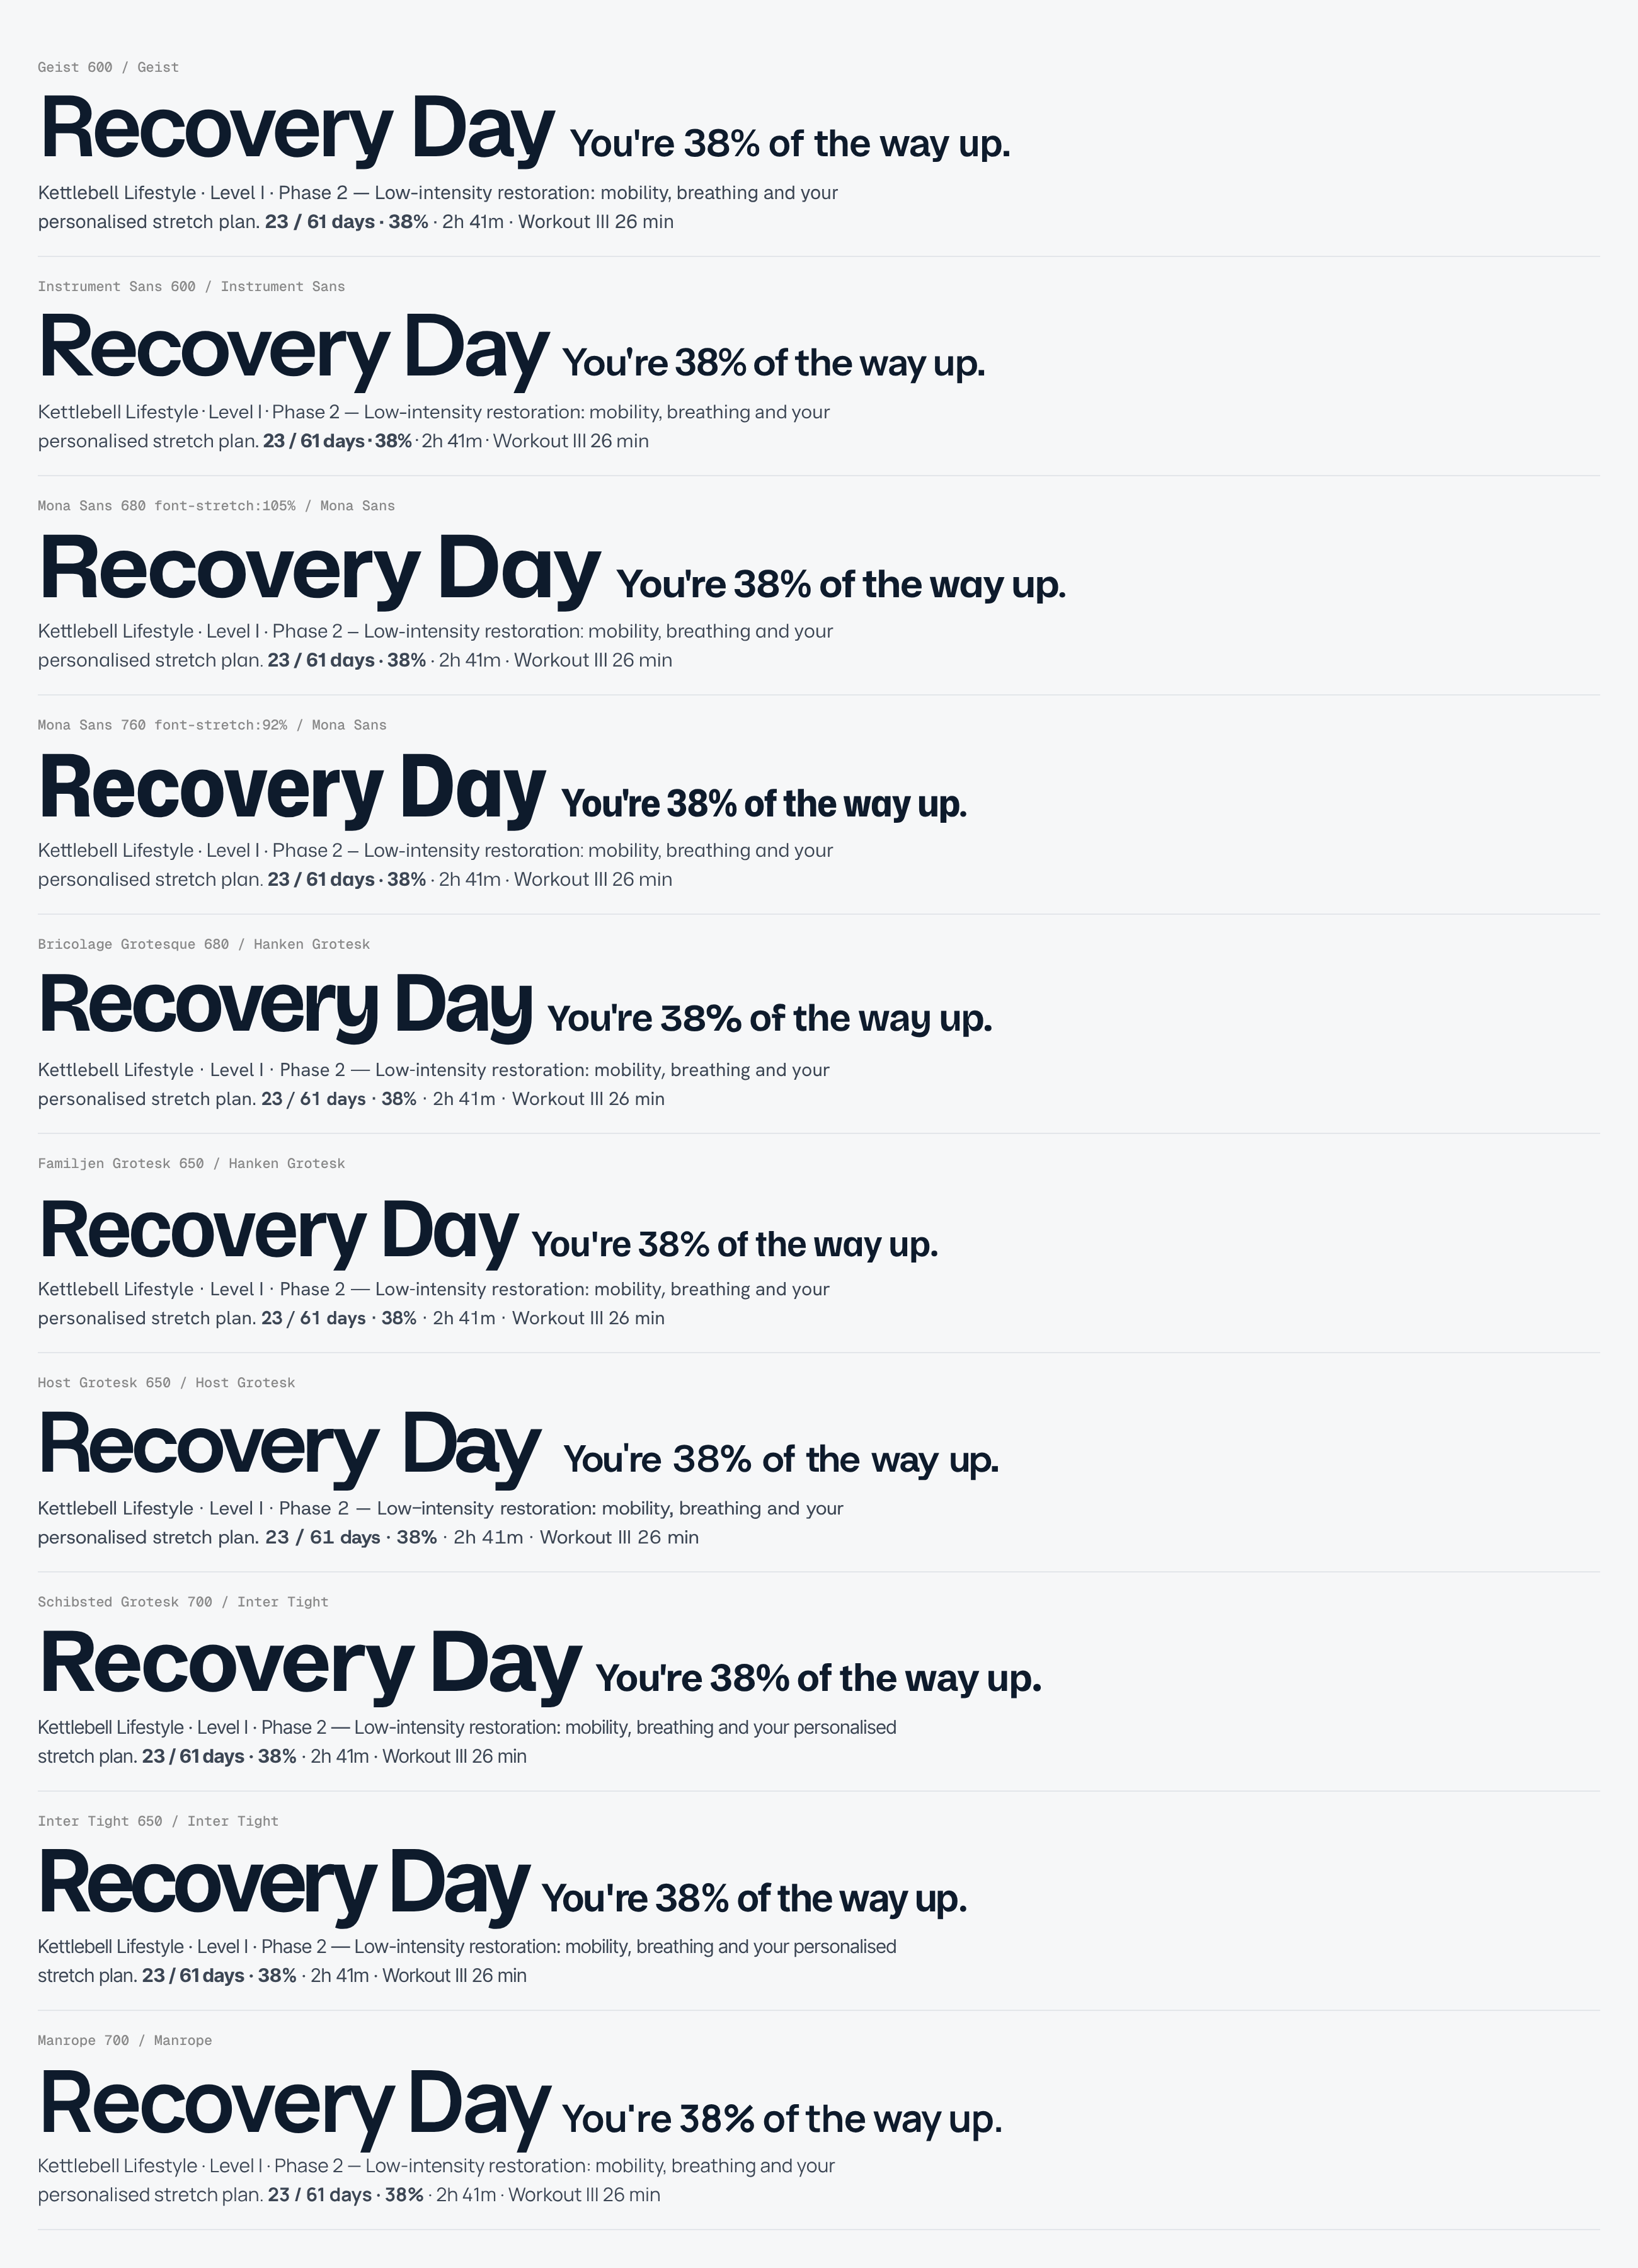 Geist 600 / Geist
Recovery Day You're 38% of the way up.
Kettlebell Lifestyle · Level I · Phase 2 — Low-intensity restoration: mobility, breathing and your
personalised stretch plan. 23 / 61 days · 38% · 2h 41m · Workout III 26 min
Instrument Sans 600 / Instrument Sans
Recovery Day You're 38% of the way up.
Kettlebell Lifestyle · Level I · Phase 2 — Low-intensity restoration: mobility, breathing and your
personalised stretch plan. 23 / 61 days · 38% · 2h 41m · Workout III 26 min
Mona Sans 680 font-stretch:105% / Mona Sans
Recovery Day You're 38% of the way up.
Kettlebell Lifestyle · Level I · Phase 2 — Low-intensity restoration: mobility, breathing and your
personalised stretch plan. 23 / 61 days · 38% · 2h 41m · Workout III 26 min
Mona Sans 760 font-stretch:92% / Mona Sans
Recovery Day You're 38% of the way up.
Kettlebell Lifestyle · Level I · Phase 2 — Low-intensity restoration: mobility, breathing and your
personalised stretch plan. 23 / 61 days · 38% · 2h 41m · Workout III 26 min
Bricolage Grotesque 680 / Hanken Grotesk
Recovery Day You're 38% of the way up.
Kettlebell Lifestyle · Level I · Phase 2 — Low-intensity restoration: mobility, breathing and your
personalised stretch plan. 23 / 61 days · 38% · 2h 41m · Workout III 26 min
Familjen Grotesk 650 / Hanken Grotesk
Recovery Day You're 38% of the way up.
Kettlebell Lifestyle · Level I · Phase 2 — Low-intensity restoration: mobility, breathing and your
personalised stretch plan. 23 / 61 days · 38% · 2h 41m · Workout III 26 min
Host Grotesk 650 / Host Grotesk
Recovery Day You're 38% of the way up.
Kettlebell Lifestyle · Level I · Phase 2 — Low-intensity restoration: mobility, breathing and your
personalised stretch plan. 23 / 61 days · 38% · 2h 41m · Workout III 26 min
Schibsted Grotesk 700 / Inter Tight
Recovery Day You're 38% of the way up.
Kettlebell Lifestyle · Level I · Phase 2 — Low-intensity restoration: mobility, breathing and your personalised
stretch plan. 23 / 61 days · 38% · 2h 41m · Workout III 26 min
Inter Tight 650 / Inter Tight
Recovery Day You're 38% of the way up.
Kettlebell Lifestyle · Level I · Phase 2 — Low-intensity restoration: mobility, breathing and your personalised
stretch plan. 23 / 61 days · 38% · 2h 41m · Workout III 26 min
Manrope 700 / Manrope
Recovery Day You're 38% of the way up.
Kettlebell Lifestyle · Level I · Phase 2 — Low-intensity restoration: mobility, breathing and your
personalised stretch plan. 23 / 61 days · 38% · 2h 41m · Workout III 26 min